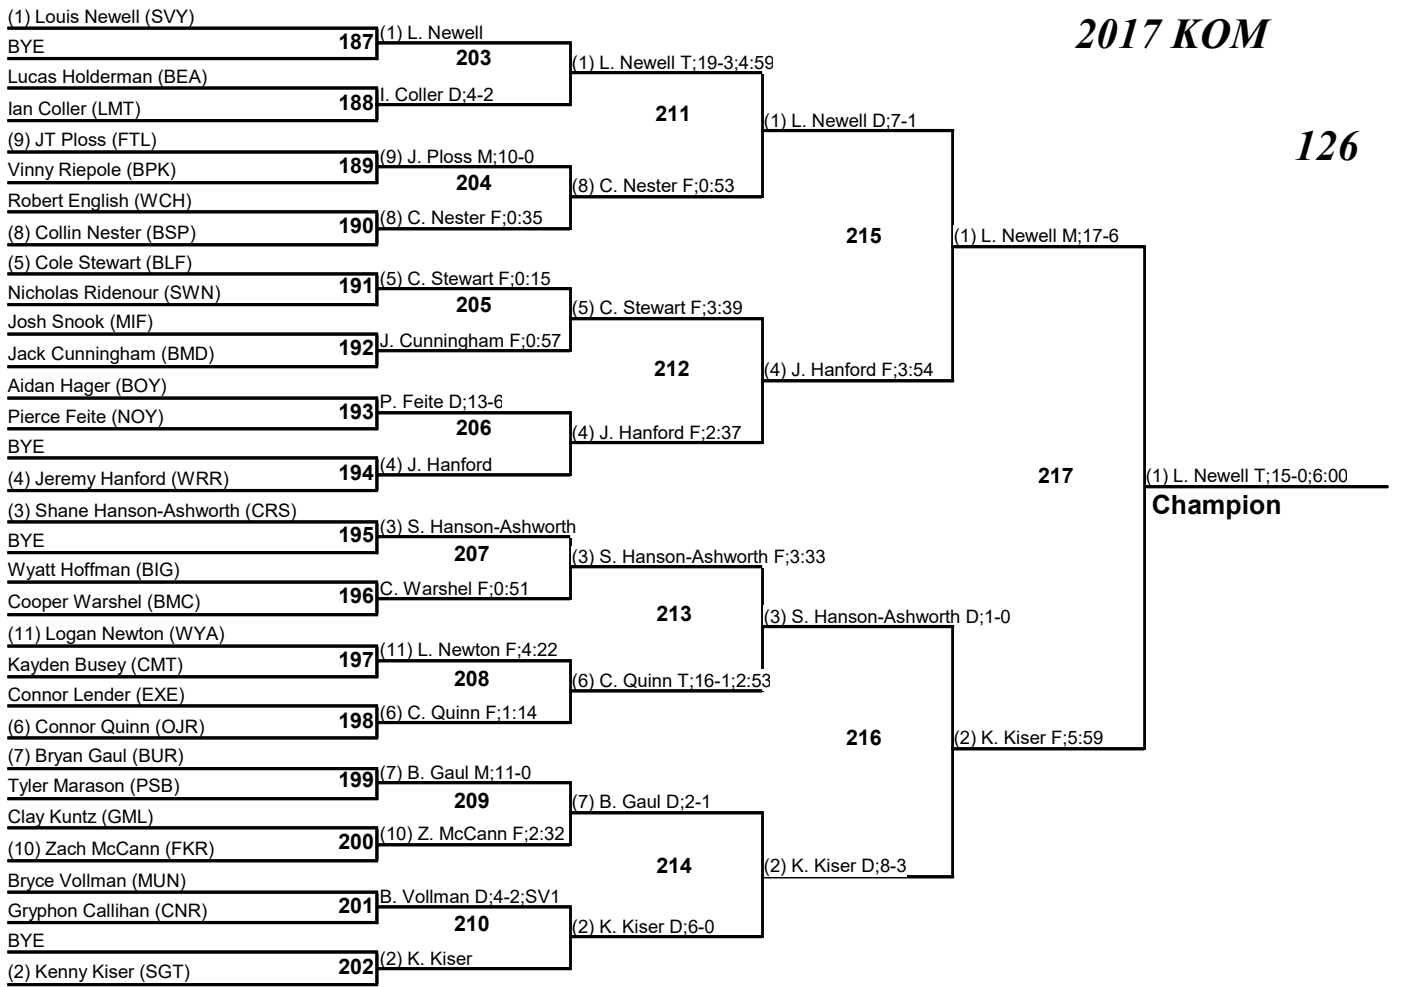 2017 KOM
126
(1) Louis Newell (SVY)
BYE
Lucas Holderman (BEA)
Ian Coller (LMT)
(9) JT Ploss (FTL)
Vinny Riepole (BPK)
Robert English (WCH)
(8) Collin Nester (BSP)
(5) Cole Stewart (BLF)
Nicholas Ridenour (SWN)
Josh Snook (MIF)
Jack Cunningham (BMD)
Aidan Hager (BOY)
Pierce Feite (NOY)
BYE
(4) Jeremy Hanford (WRR)
(3) Shane Hanson-Ashworth (CRS)
BYE
Wyatt Hoffman (BIG)
Cooper Warshel (BMC)
(11) Logan Newton (WYA)
Kayden Busey (CMT)
Connor Lender (EXE)
(6) Connor Quinn (OJR)
(7) Bryan Gaul (BUR)
Tyler Marason (PSB)
Clay Kuntz (GML)
(10) Zach McCann (FKR)
Bryce Vollman (MUN)
Gryphon Callihan (CNR)
BYE
(2) Kenny Kiser (SGT)
187
188
189
190
191
192
193
194
195
196
197
198
199
200
201
202
(1) L. Newell
203
I. Coller D;4-2
(9) J. Ploss M;10-0
204
(8) C. Nester F;0:35
(5) C. Stewart F;0:15
205
J. Cunningham F;0:57
P. Feite D;13-6
206
(4) J. Hanford
(3) S. Hanson-Ashworth
207
C. Warshel F;0:51
(11) L. Newton F;4:22
208
(6) C. Quinn F;1:14
(7) B. Gaul M;11-0
209
(10) Z. McCann F;2:32
B. Vollman D;4-2;SV1
210
(2) K. Kiser
(1) L. Newell T;19-3;4:59
211
(8) C. Nester F;0:53
(5) C. Stewart F;3:39
212
(4) J. Hanford F;2:37
(3) S. Hanson-Ashworth F;3:33
213
(6) C. Quinn T;16-1;2:53
(7) B. Gaul D;2-1
214
(2) K. Kiser D;6-0
(1) L. Newell D;7-1
215
(4) J. Hanford F;3:54
(3) S. Hanson-Ashworth D;1-0
216
(2) K. Kiser D;8-3
(1) L. Newell M;17-6
217
(2) K. Kiser F;5:59
(1) L. Newell T;15-0;6:00
Champion